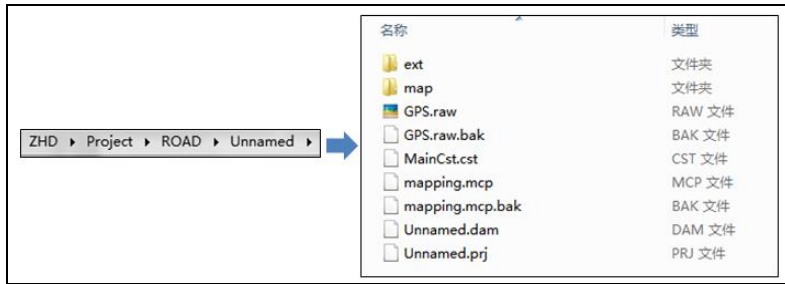 ZHD ▸ Project ▸ ROAD ▸ Unnamed ▸
名称 类型
ext 文件夹
map 文件夹
GPS.raw RAW 文件
GPS.raw.bak BAK 文件
MainCst.cst CST 文件
mapping.mcp MCP 文件
mapping.mcp.bak BAK 文件
Unnamed.dam DAM 文件
Unnamed.prj PRJ 文件